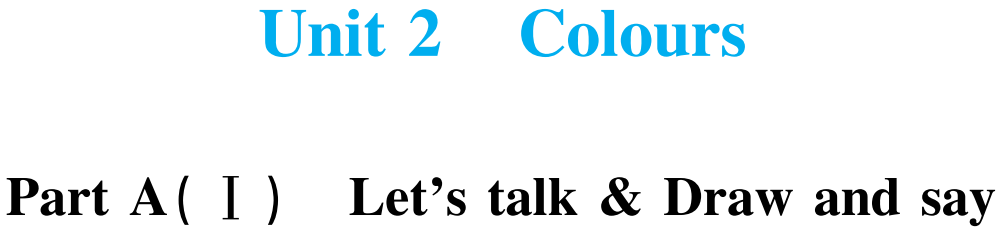 Unit 2 Colours
Part A(Ⅰ) Let's talk & Draw and say